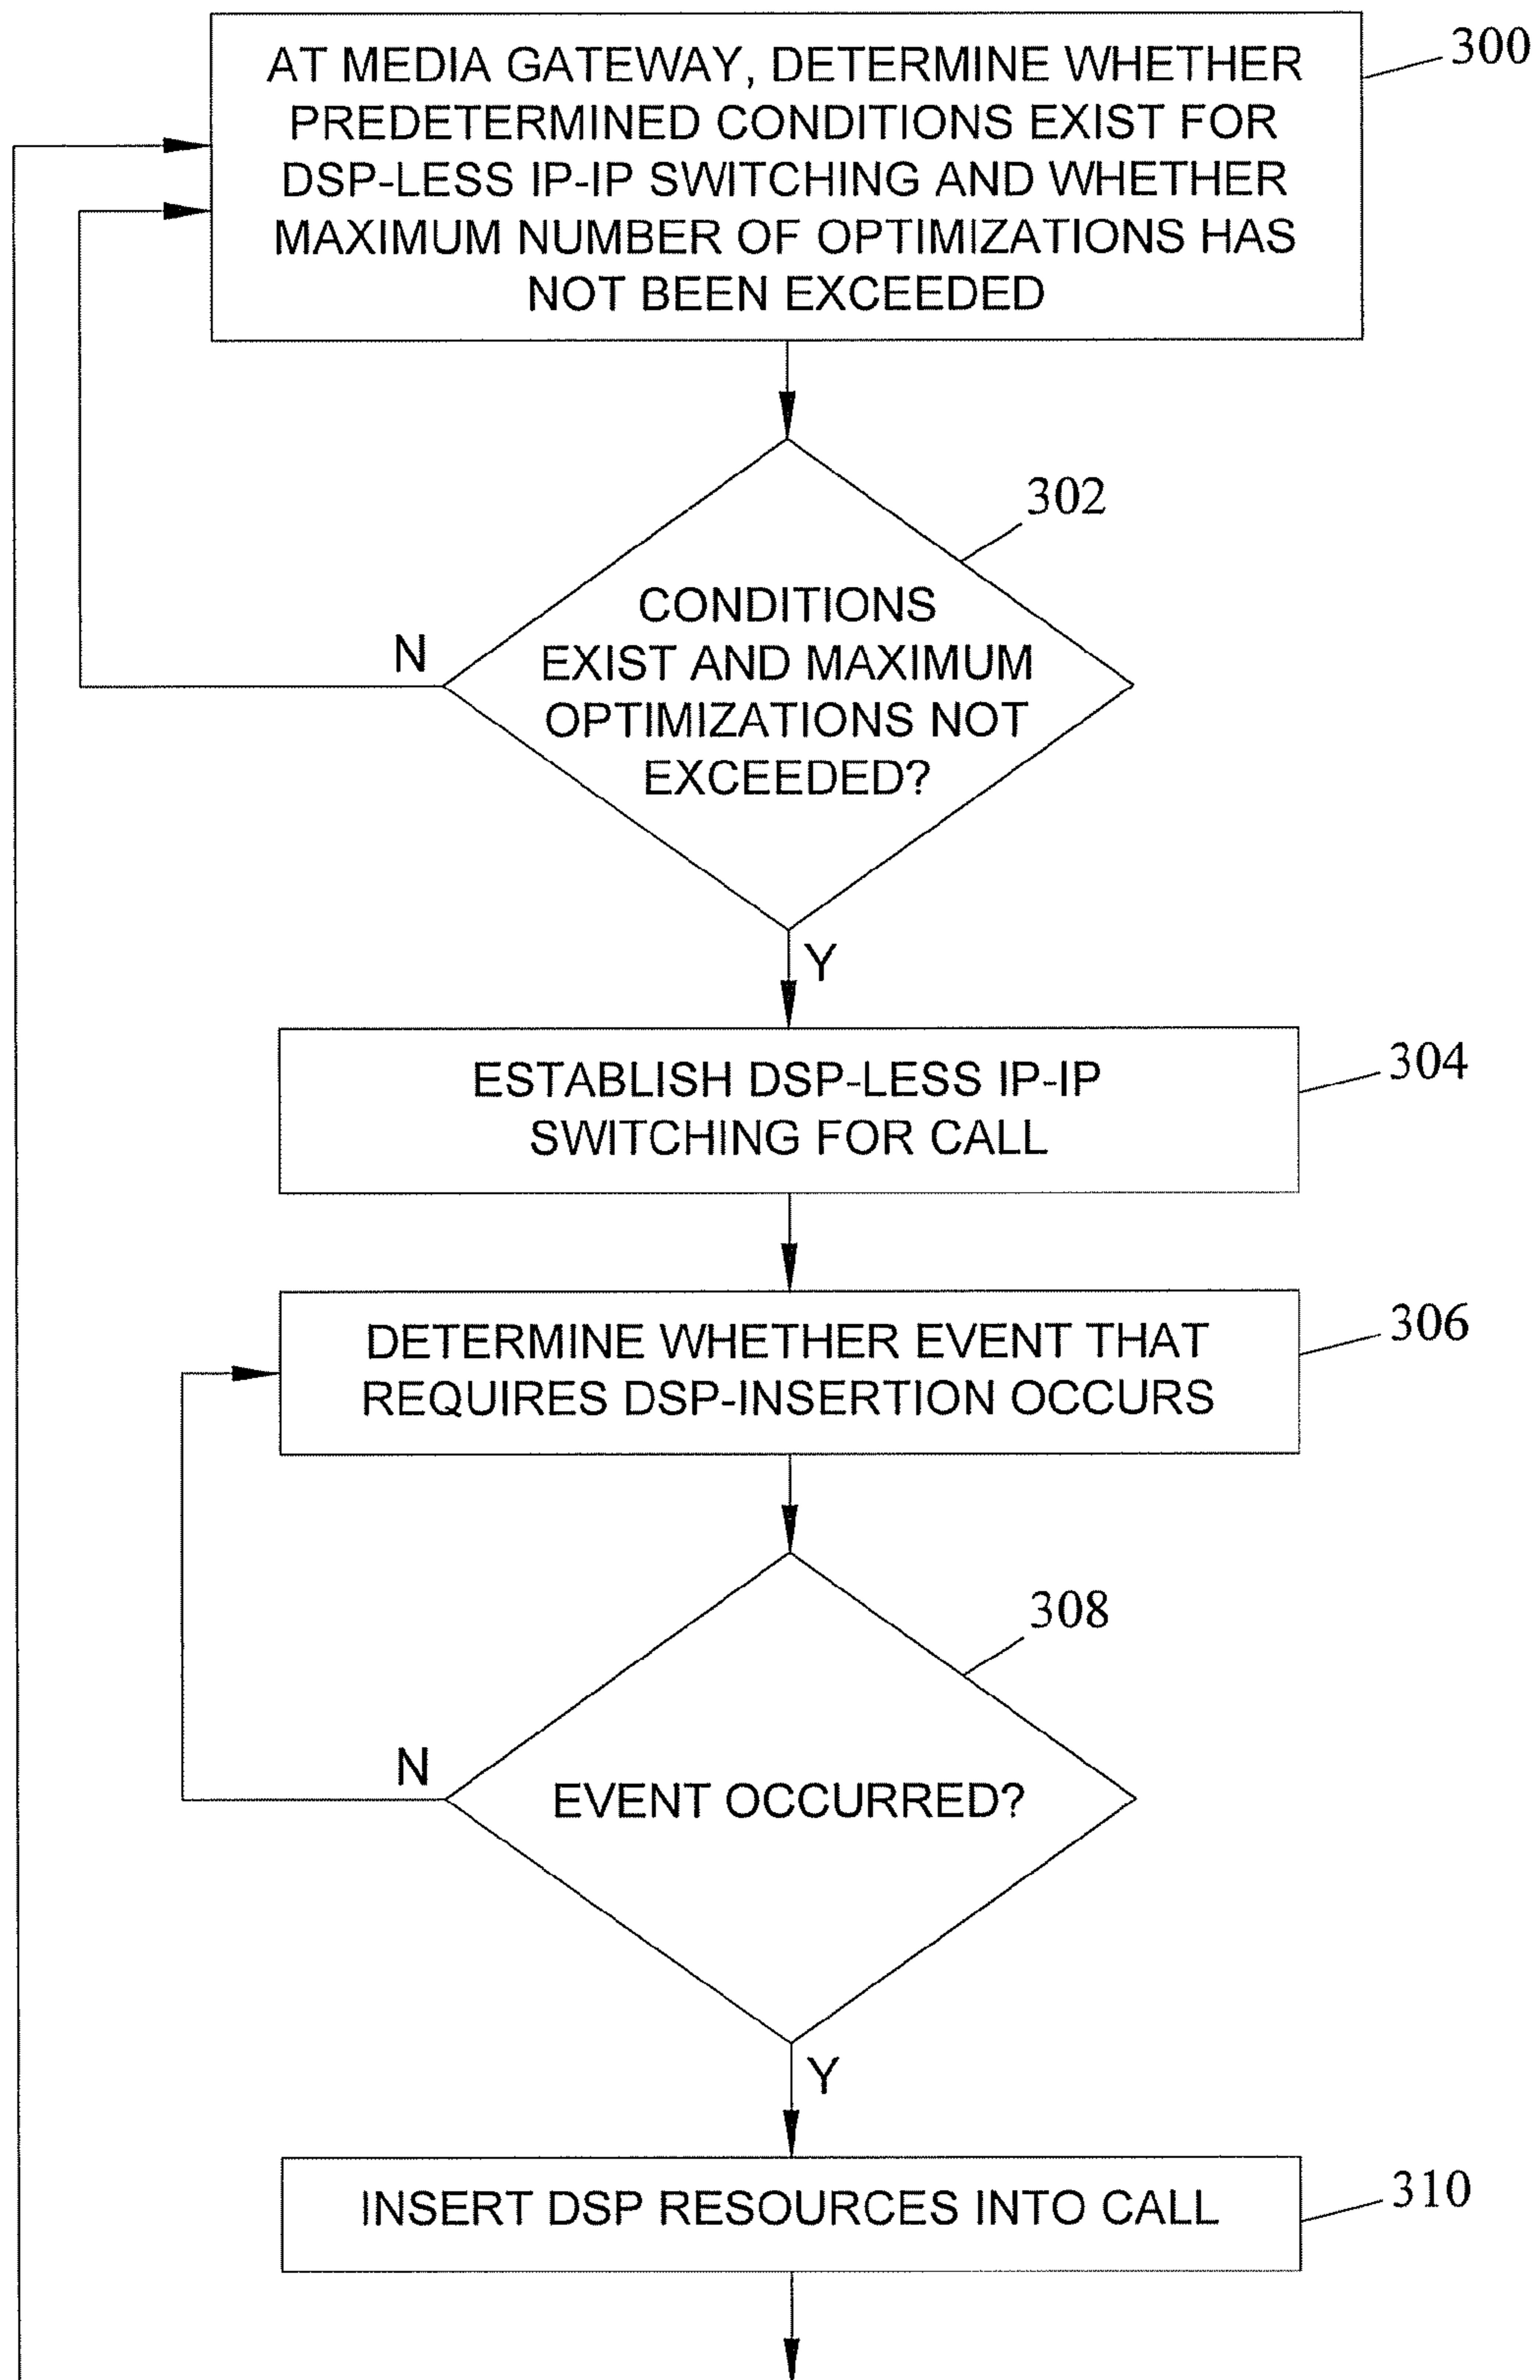 AT MEDIA GATEWAY, DETERMINE WHETHER
PREDETERMINED CONDITIONS EXIST FOR
DSP-LESS IP-IP SWITCHING AND WHETHER
MAXIMUM NUMBER OF OPTIMIZATIONS HAS
NOT BEEN EXCEEDED
300
302
CONDITIONS
EXIST AND MAXIMUM
OPTIMIZATIONS NOT
EXCEEDED?
N
Y
ESTABLISH DSP-LESS IP-IP
SWITCHING FOR CALL
304
DETERMINE WHETHER EVENT THAT
REQUIRES DSP-INSERTION OCCURS
306
308
EVENT OCCURRED?
N
Y
INSERT DSP RESOURCES INTO CALL
310